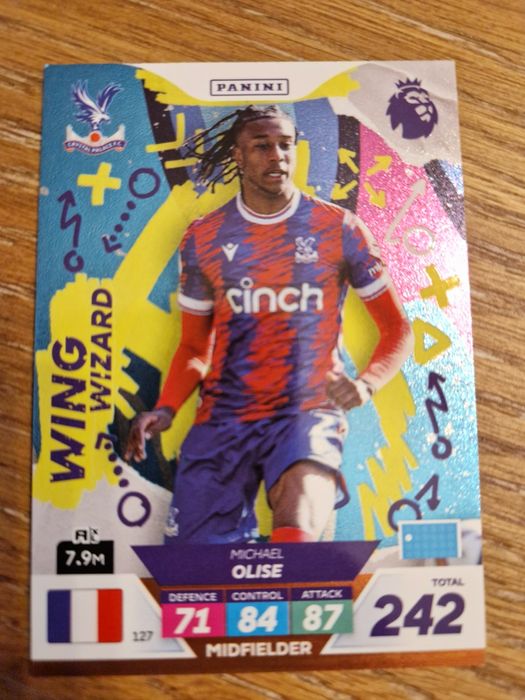 PANINI
CRYSTAL PALACE F.C.
cinch
WING
WIZARD
7.9M
MICHAEL
OLISE
DEFENCE CONTROL ATTACK
71 84 87
TOTAL
242
127
MIDFIELDER